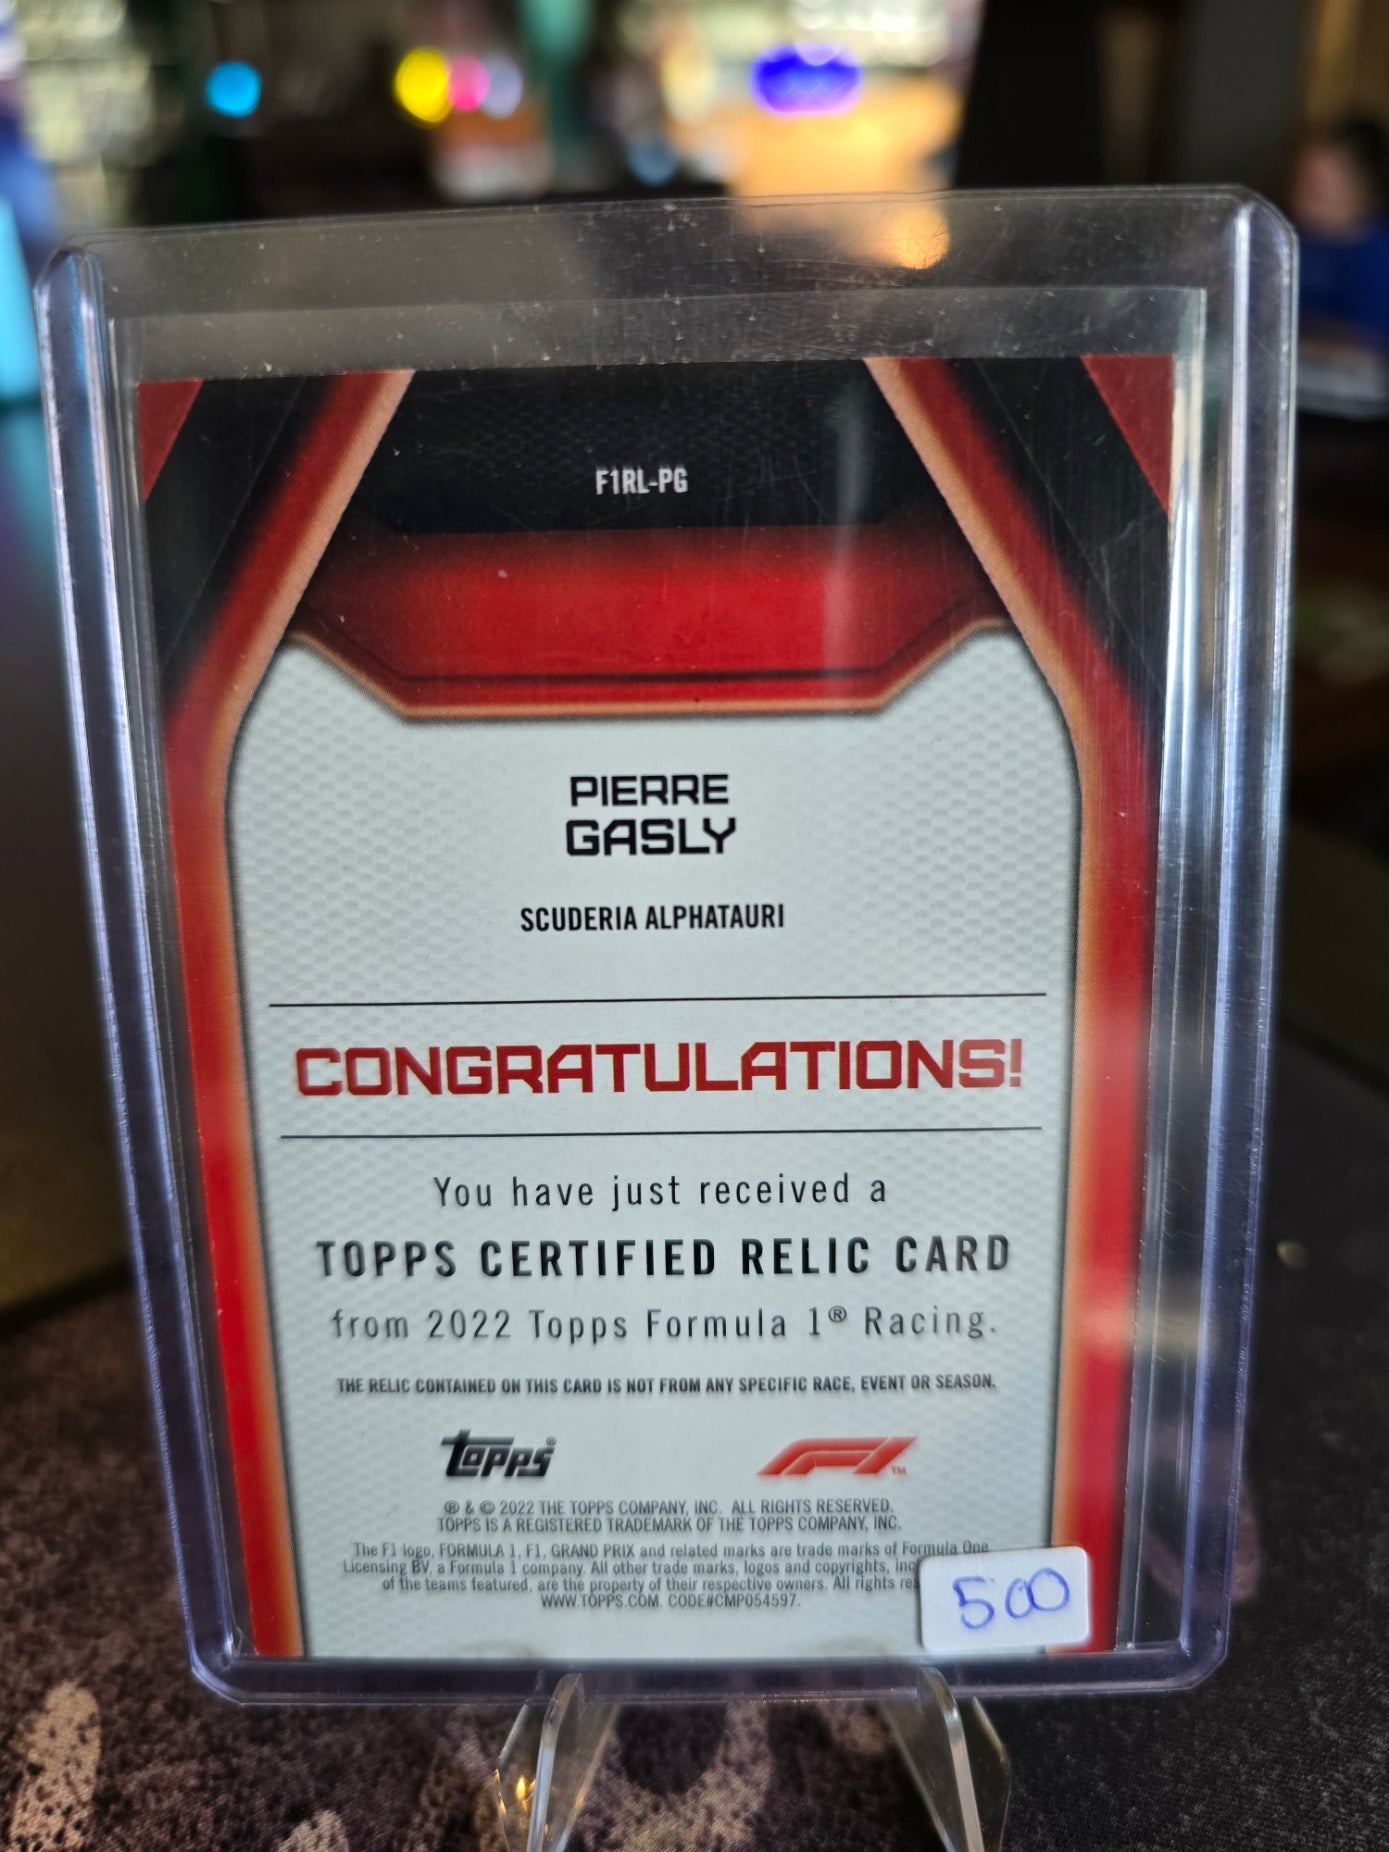 F1RL-PG
PIERRE
GASLY
SCUDERIA ALPHATAURI
CONGRATULATIONS!
You have just received a
TOPPS CERTIFIED RELIC CARD
from 2022 Topps Formula 1® Racing.
THE RELIC CONTAINED ON THIS CARD IS NOT FROM ANY SPECIFIC RACE, EVENT OR SEASON.
Topps® F1™
® & © 2022 THE TOPPS COMPANY, INC. ALL RIGHTS RESERVED.
TOPPS IS A REGISTERED TRADEMARK OF THE TOPPS COMPANY, INC.
The F1 logo, FORMULA 1, F1, GRAND PRIX and related marks are trade marks of Formula One
Licensing BV, a Formula 1 company. All other trade marks, logos and copyrights,
of the teams featured, are the property of their respective owners. All rights
WWW.TOPPS.COM. CODE#CMP054597.
500